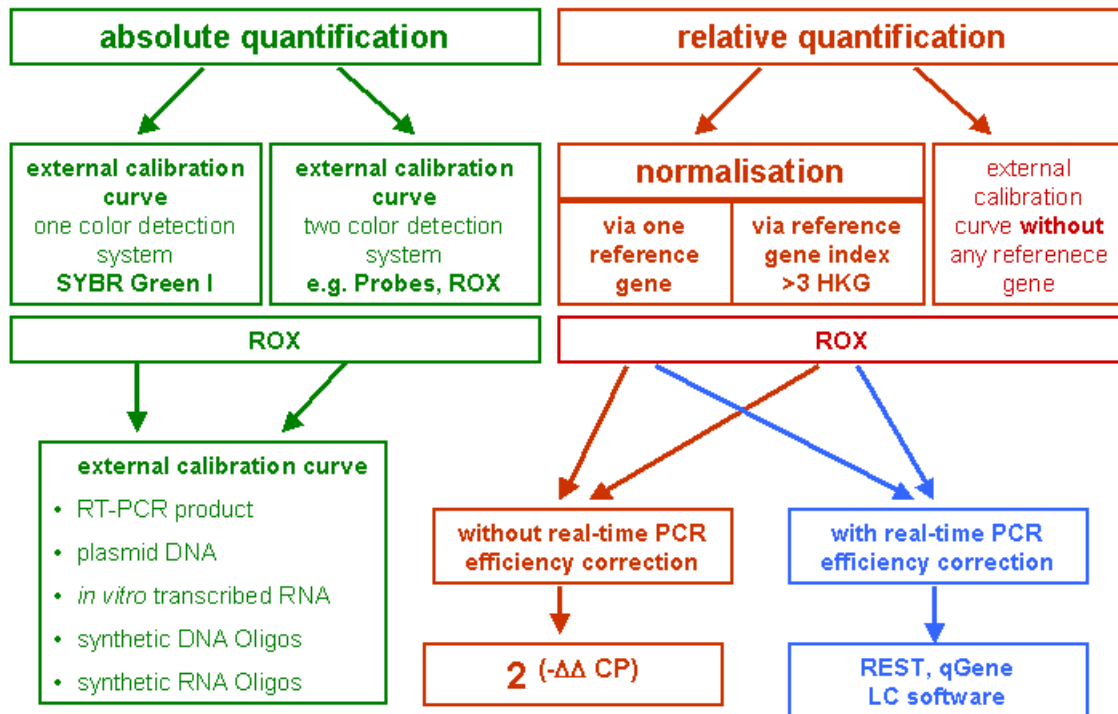 absolute quantification
relative quantification
external calibration
curve
one color detection
system
SYBR Green I
external calibration
curve
two color detection
system
e.g. Probes, ROX
normalisation
via one
reference
gene
via reference
gene index
>3 HKG
external
calibration
curve without
any referenece
gene
ROX
ROX
external calibration curve
• RT-PCR product
• plasmid DNA
• in vitro transcribed RNA
• synthetic DNA Oligos
• synthetic RNA Oligos
without real-time PCR
efficiency correction
with real-time PCR
efficiency correction
2 (-ΔΔ CP)
REST, qGene
LC software